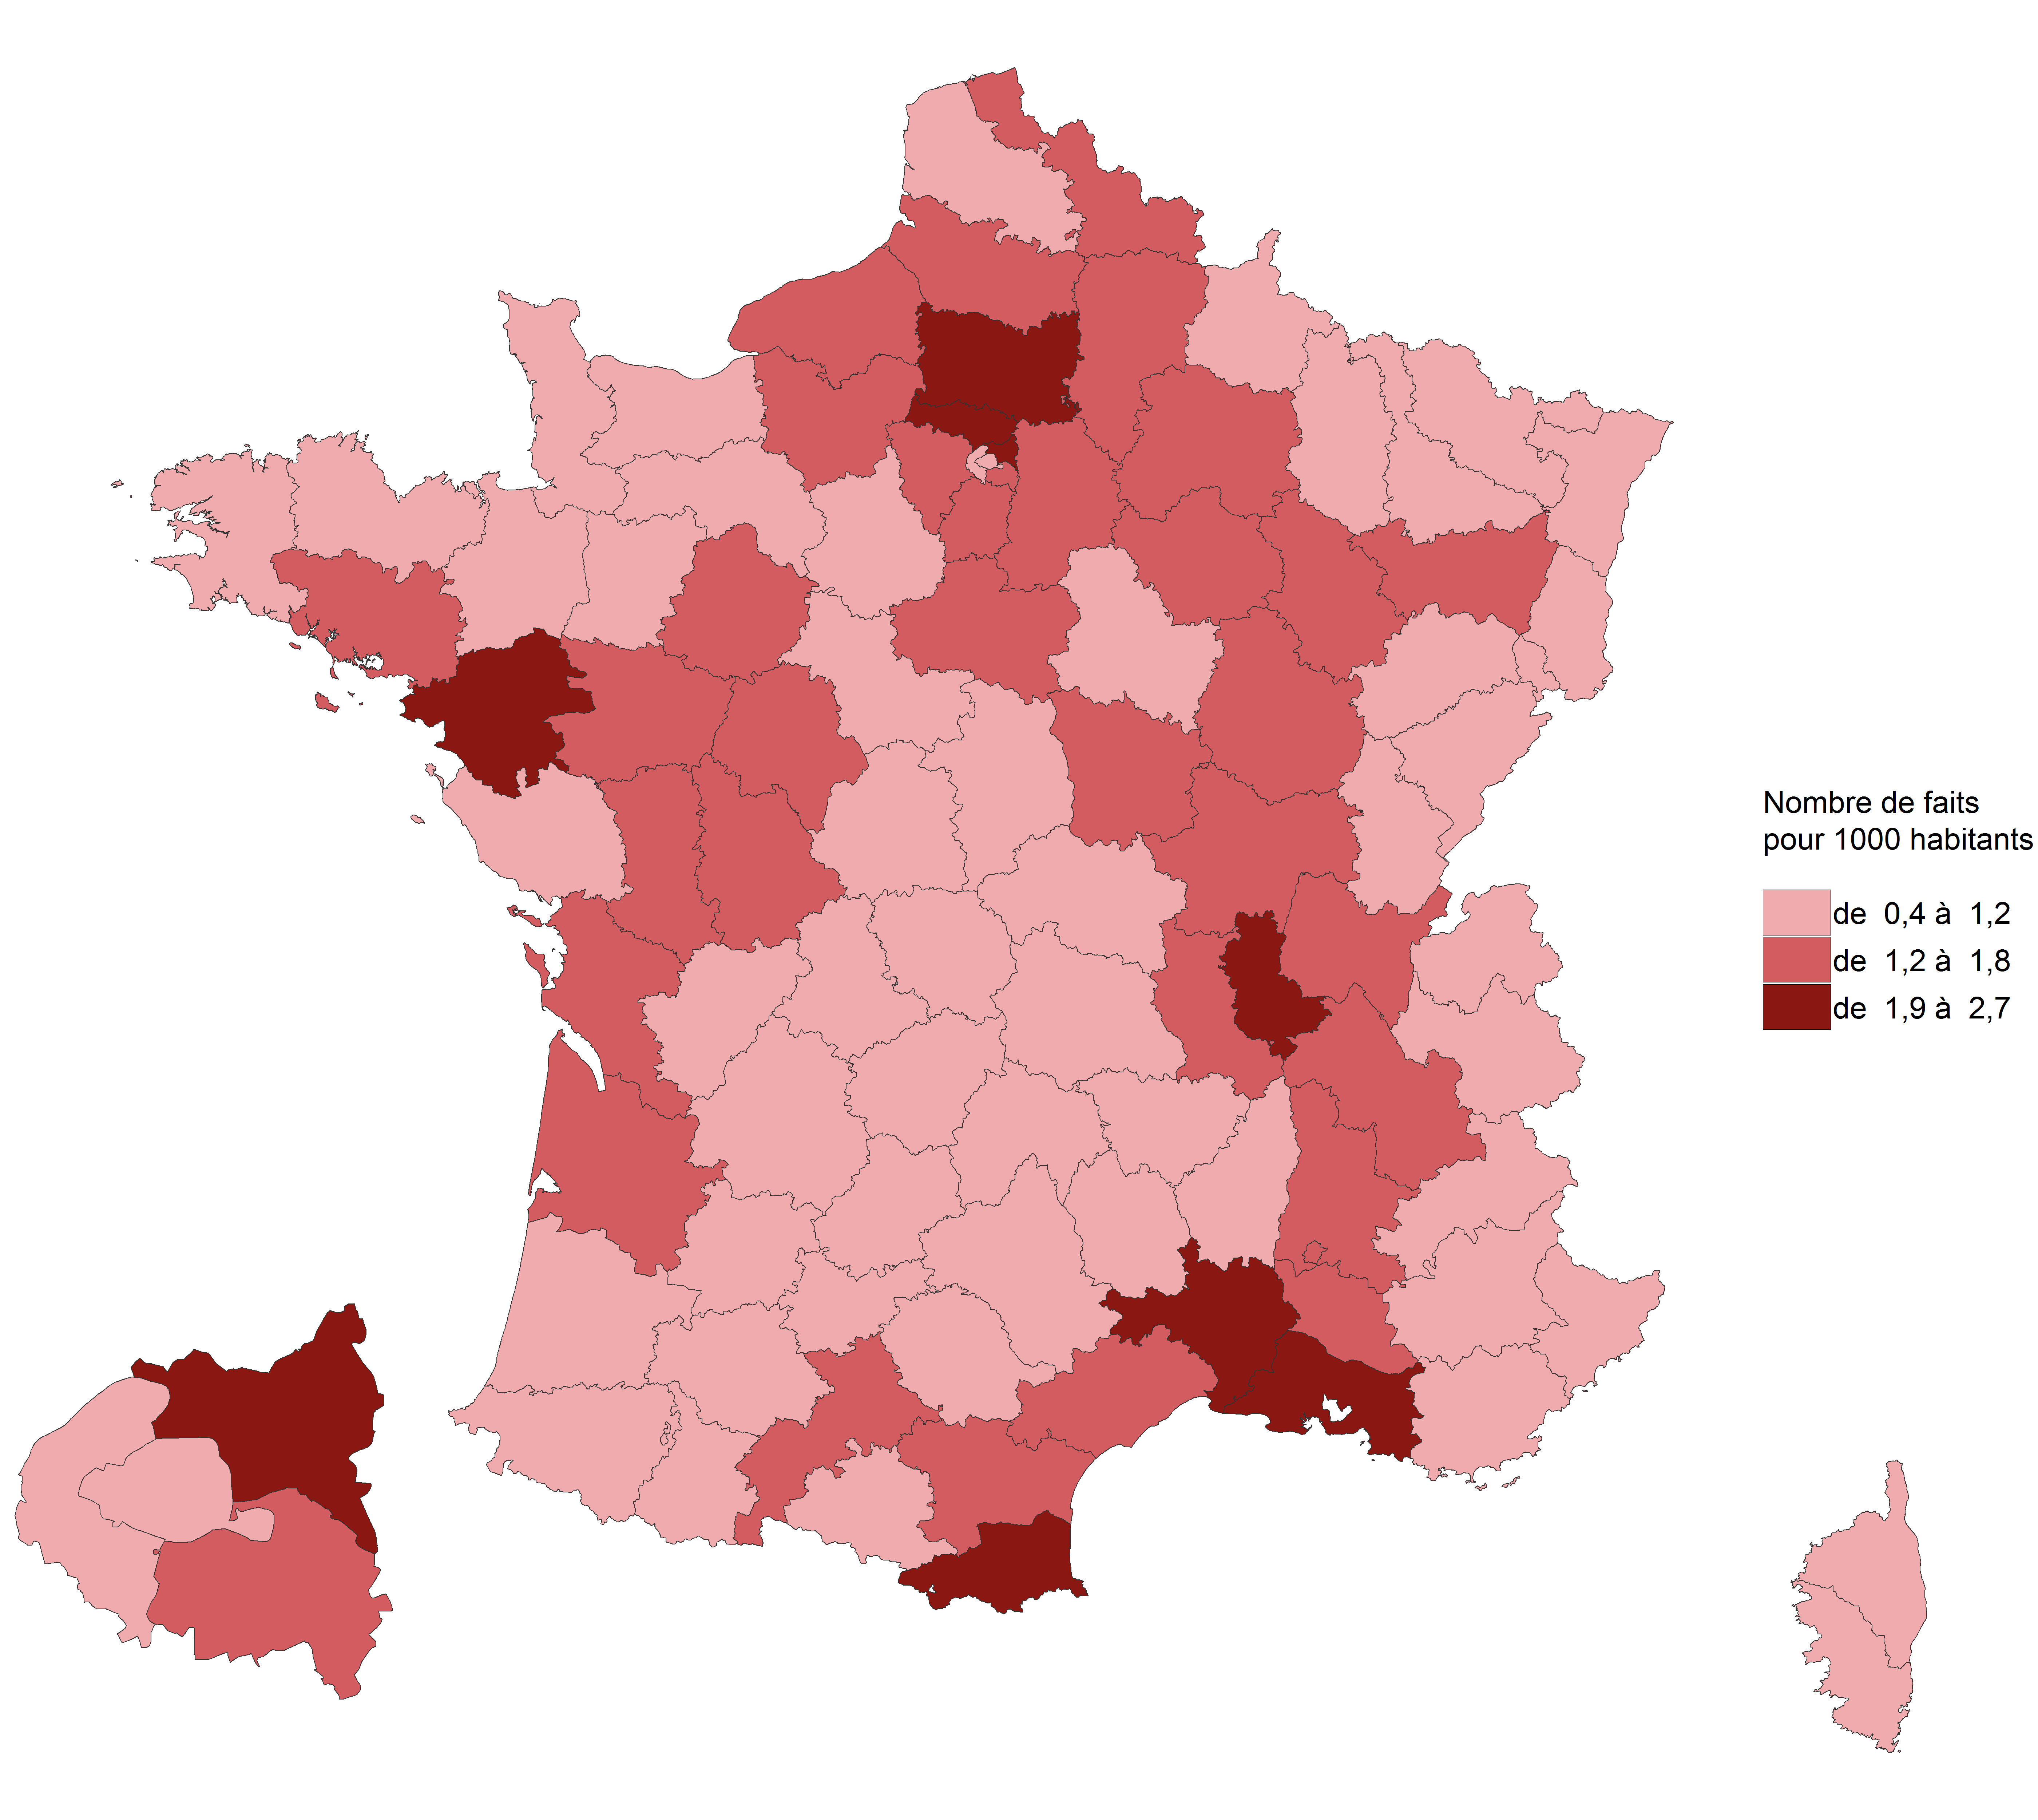 Nombre de faits
pour 1000 habitants
de 0,4 à 1,2
de 1,2 à 1,8
de 1,9 à 2,7